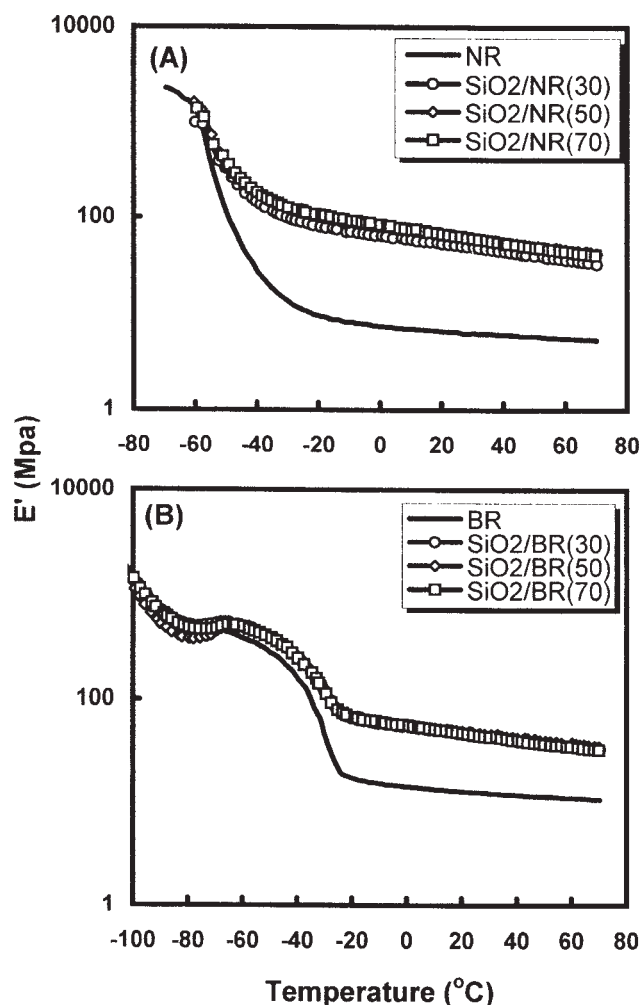 10000
(A)
NR
SiO2/NR(30)
SiO2/NR(50)
SiO2/NR(70)
100
1
-80 -60 -40 -20 0 20 40 60 80
E' (Mpa)
10000
(B)
BR
SiO2/BR(30)
SiO2/BR(50)
SiO2/BR(70)
100
1
-100 -80 -60 -40 -20 0 20 40 60 80
Temperature (°C)